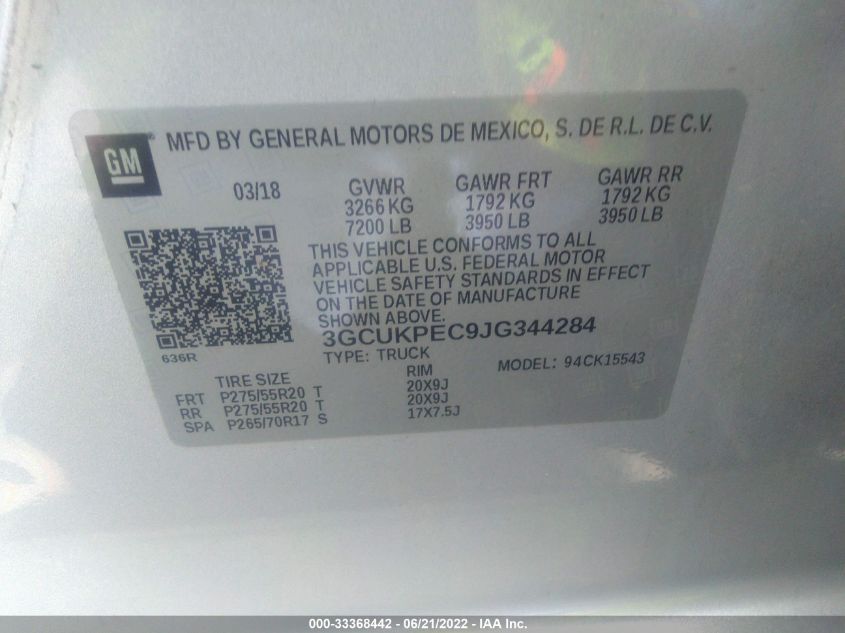 GM
MFD BY GENERAL MOTORS DE MEXICO, S. DE R.L. DE C.V.
03/18 GVWR GAWR FRT GAWR RR
3266 KG 1792 KG 1792 KG
7200 LB 3950 LB 3950 LB
THIS VEHICLE CONFORMS TO ALL
APPLICABLE U.S. FEDERAL MOTOR
VEHICLE SAFETY STANDARDS IN EFFECT
ON THE DATE OF MANUFACTURE
SHOWN ABOVE.
3GCUKPEC9JG344284
636R
TYPE: TRUCK MODEL: 94CK15543
TIRE SIZE RIM
FRT P275/55R20 T 20X9J
RR P275/55R20 T 20X9J
SPA P265/70R17 S 17X7.5J
000-33368442 - 06/21/2022 - IAA Inc.